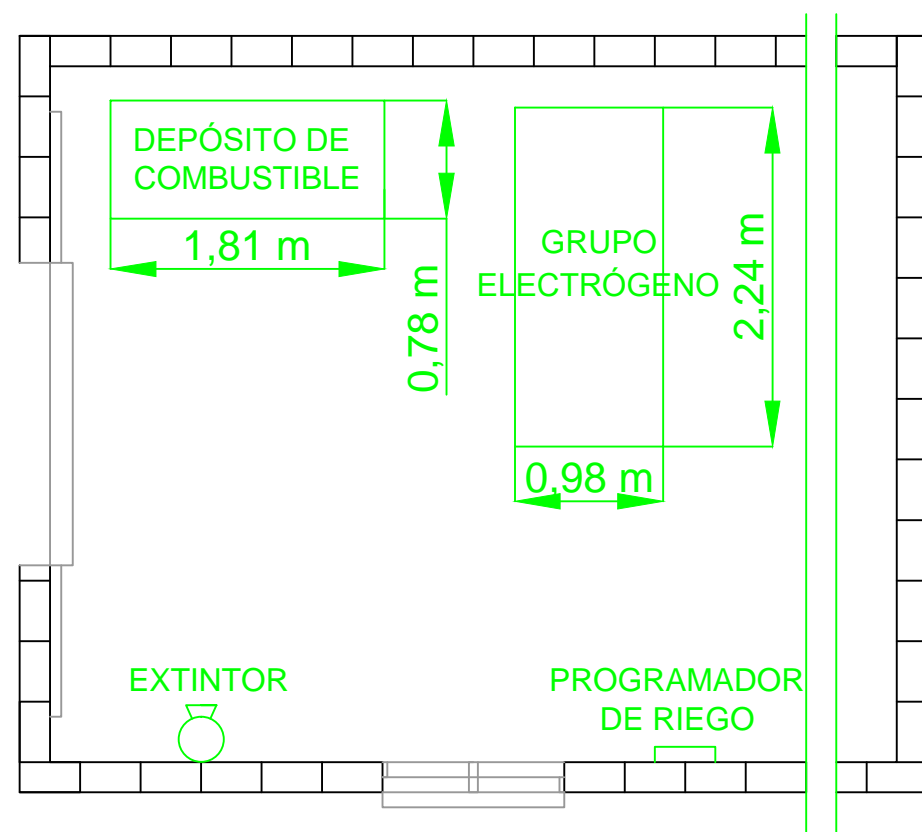 DEPÓSITO DE
COMBUSTIBLE
1,81 m
0,78 m
GRUPO
ELECTRÓGENO
2,24 m
0,98 m
EXTINTOR
PROGRAMADOR
DE RIEGO